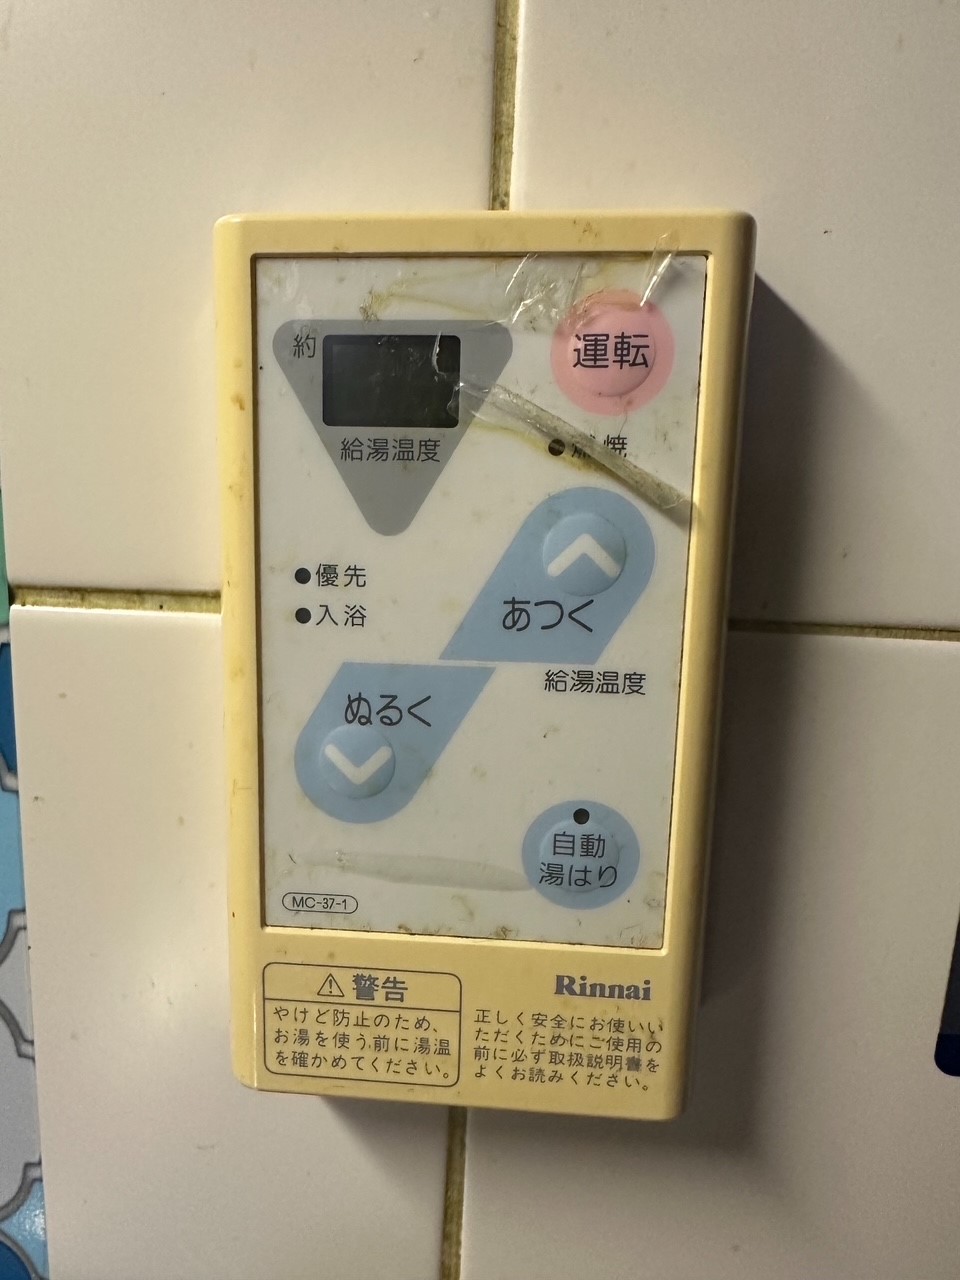 約
運転
給湯温度
燃焼
優先
入浴
あつく
給湯温度
ぬるく
自動
湯はり
MC-37-1
Rinnai
警告
やけど防止のため、
お湯を使う前に湯温
を確かめてください。
正しく安全にお使いい
ただくためにご使用の
前に必ず取扱説明書を
よくお読みください。